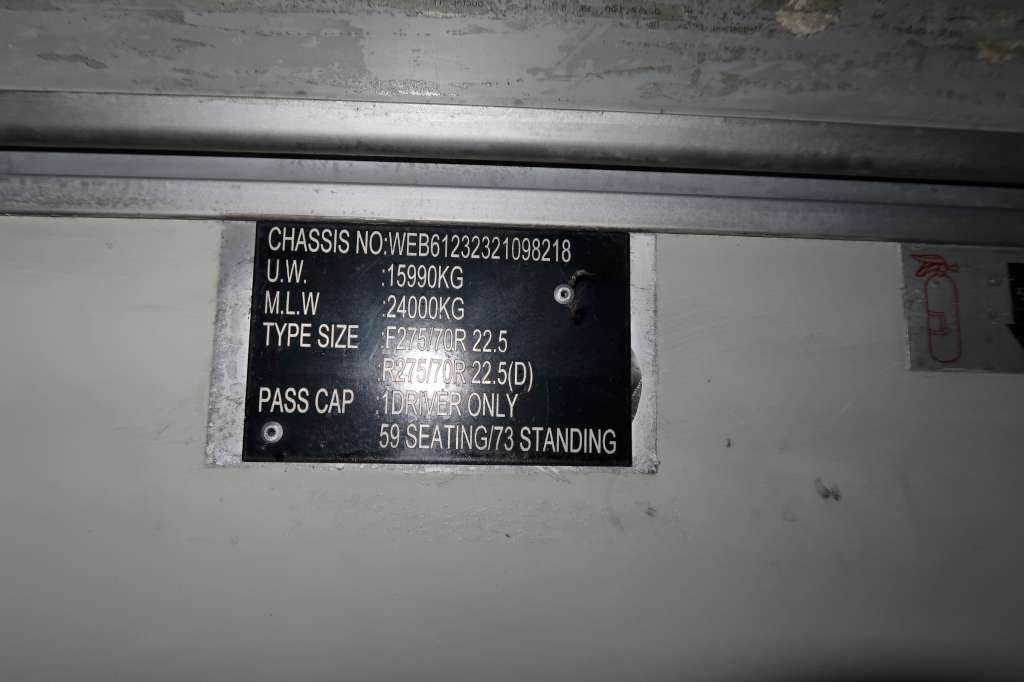 CHASSIS NO:WEB61232321098218
U.W. :15990KG
M.L.W :24000KG
TYPE SIZE :F275/70R 22.5
:R275/70R 22.5(D)
PASS CAP :1DRIVER ONLY
59 SEATING/73 STANDING